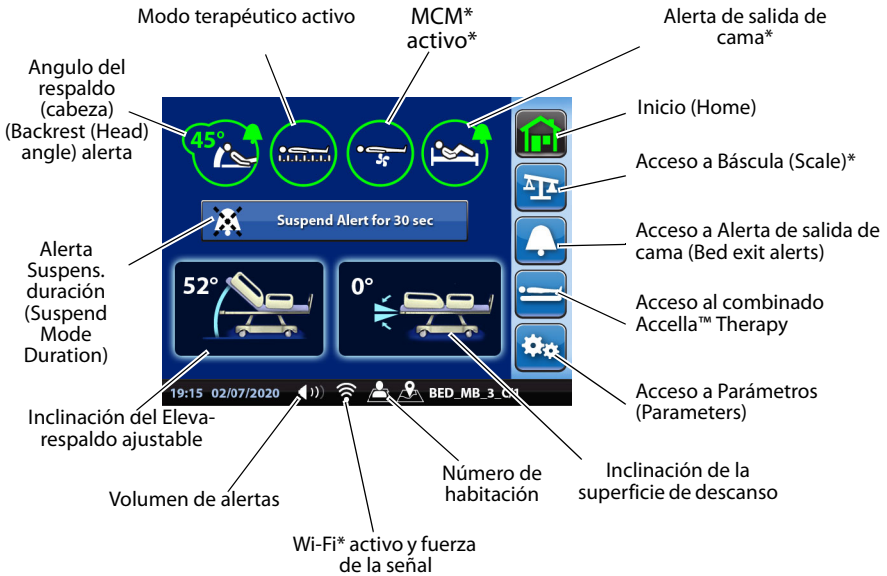 Modo terapéutico activo
MCM*
activo*
Alerta de salida de
cama*
Angulo del
respaldo
(cabeza)
(Backrest (Head)
angle) alerta
Inicio (Home)
45°
Acceso a Báscula (Scale)*
Suspend Alert for 30 sec
Acceso a Alerta de salida de
cama (Bed exit alerts)
Alerta
Suspens.
duración
(Suspend
Mode
Duration)
52°
0°
Acceso al combinado
Accella™ Therapy
19:15 02/07/2020
BED_MB_3_
Acceso a Parámetros
(Parameters)
Inclinación del Eleva-
respaldo ajustable
Volumen de alertas
Número de
habitación
Inclinación de la
superficie de descanso
Wi-Fi* activo y fuerza
de la señal